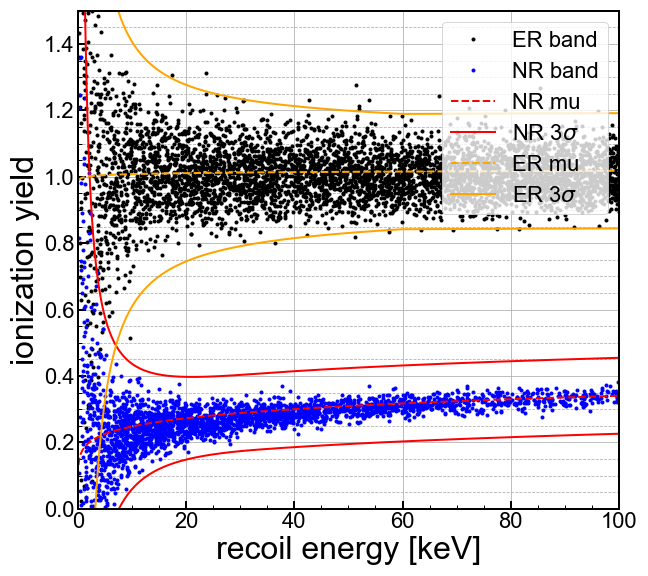 ionization yield
1.4
1.2
1.0
0.8
0.6
0.4
0.2
0.0
ER band
NR band
NR mu
NR 3σ
ER mu
ER 3σ
0 20 40 60 80 100
recoil energy [keV]